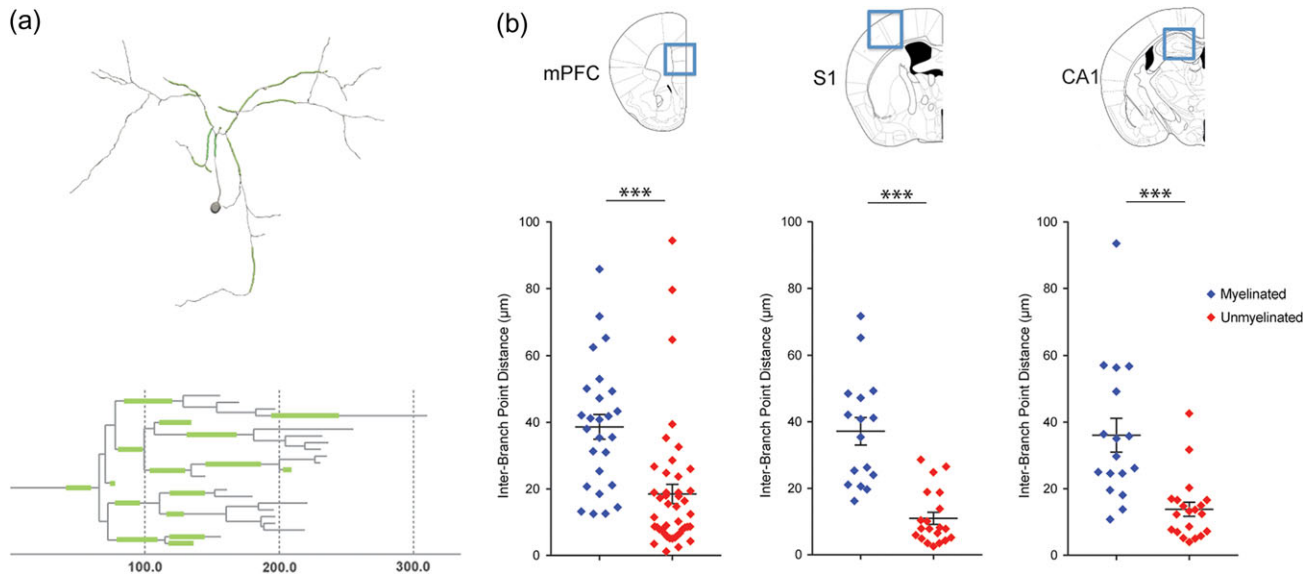 (a)
100.0 200.0 300.0
(b)
mPFC
S1
CA1
***
***
***
Inter-Branch Point Distance (µm)
100
80
60
40
20
0
Inter-Branch Point Distance (µm)
100
80
60
40
20
0
Inter-Branch Point Distance (µm)
100
80
60
40
20
0
Myelinated
Unmyelinated